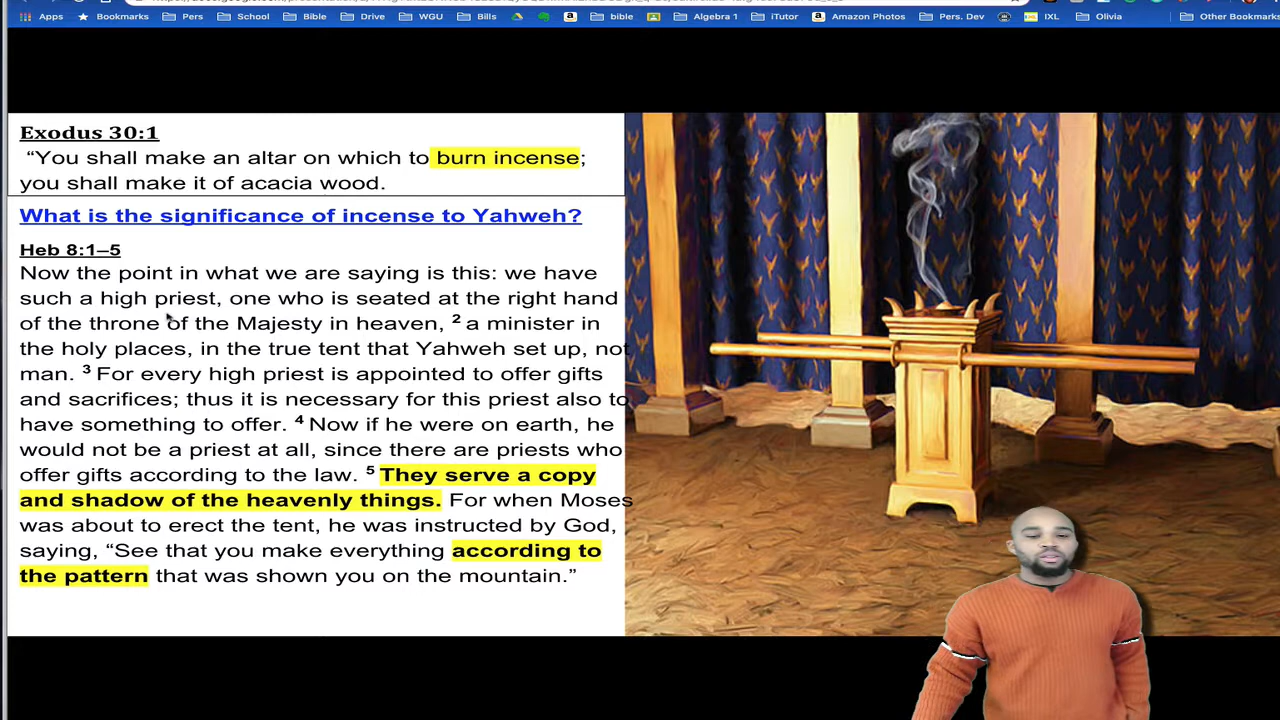 Apps Bookmarks Pers School Bible Drive WGU Bills bible Algebra 1 iTutor Amazon Photos Pers. Dev IXL Olivia Other Bookmarks
Exodus 30:1
“You shall make an altar on which to burn incense;
you shall make it of acacia wood.
What is the significance of incense to Yahweh?
Heb 8:1–5
Now the point in what we are saying is this: we have
such a high priest, one who is seated at the right hand
of the throne of the Majesty in heaven, 2 a minister in
the holy places, in the true tent that Yahweh set up, not
man. 3 For every high priest is appointed to offer gifts
and sacrifices; thus it is necessary for this priest also to
have something to offer. 4 Now if he were on earth, he
would not be a priest at all, since there are priests who
offer gifts according to the law. 5 They serve a copy
and shadow of the heavenly things. For when Moses
was about to erect the tent, he was instructed by God,
saying, “See that you make everything according to
the pattern that was shown you on the mountain.”